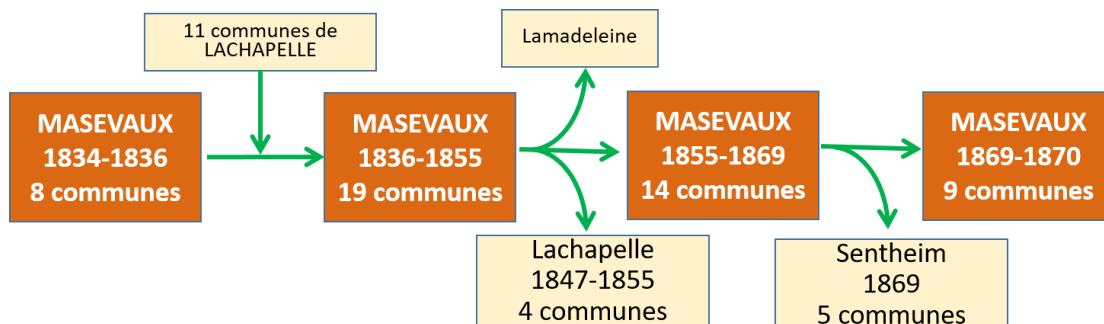 11 communes de
LACHAPELLE
Lamadeleine
MASEVAUX
1834-1836
8 communes
MASEVAUX
1836-1855
19 communes
MASEVAUX
1855-1869
14 communes
MASEVAUX
1869-1870
9 communes
Lachapelle
1847-1855
4 communes
Sentheim
1869
5 communes